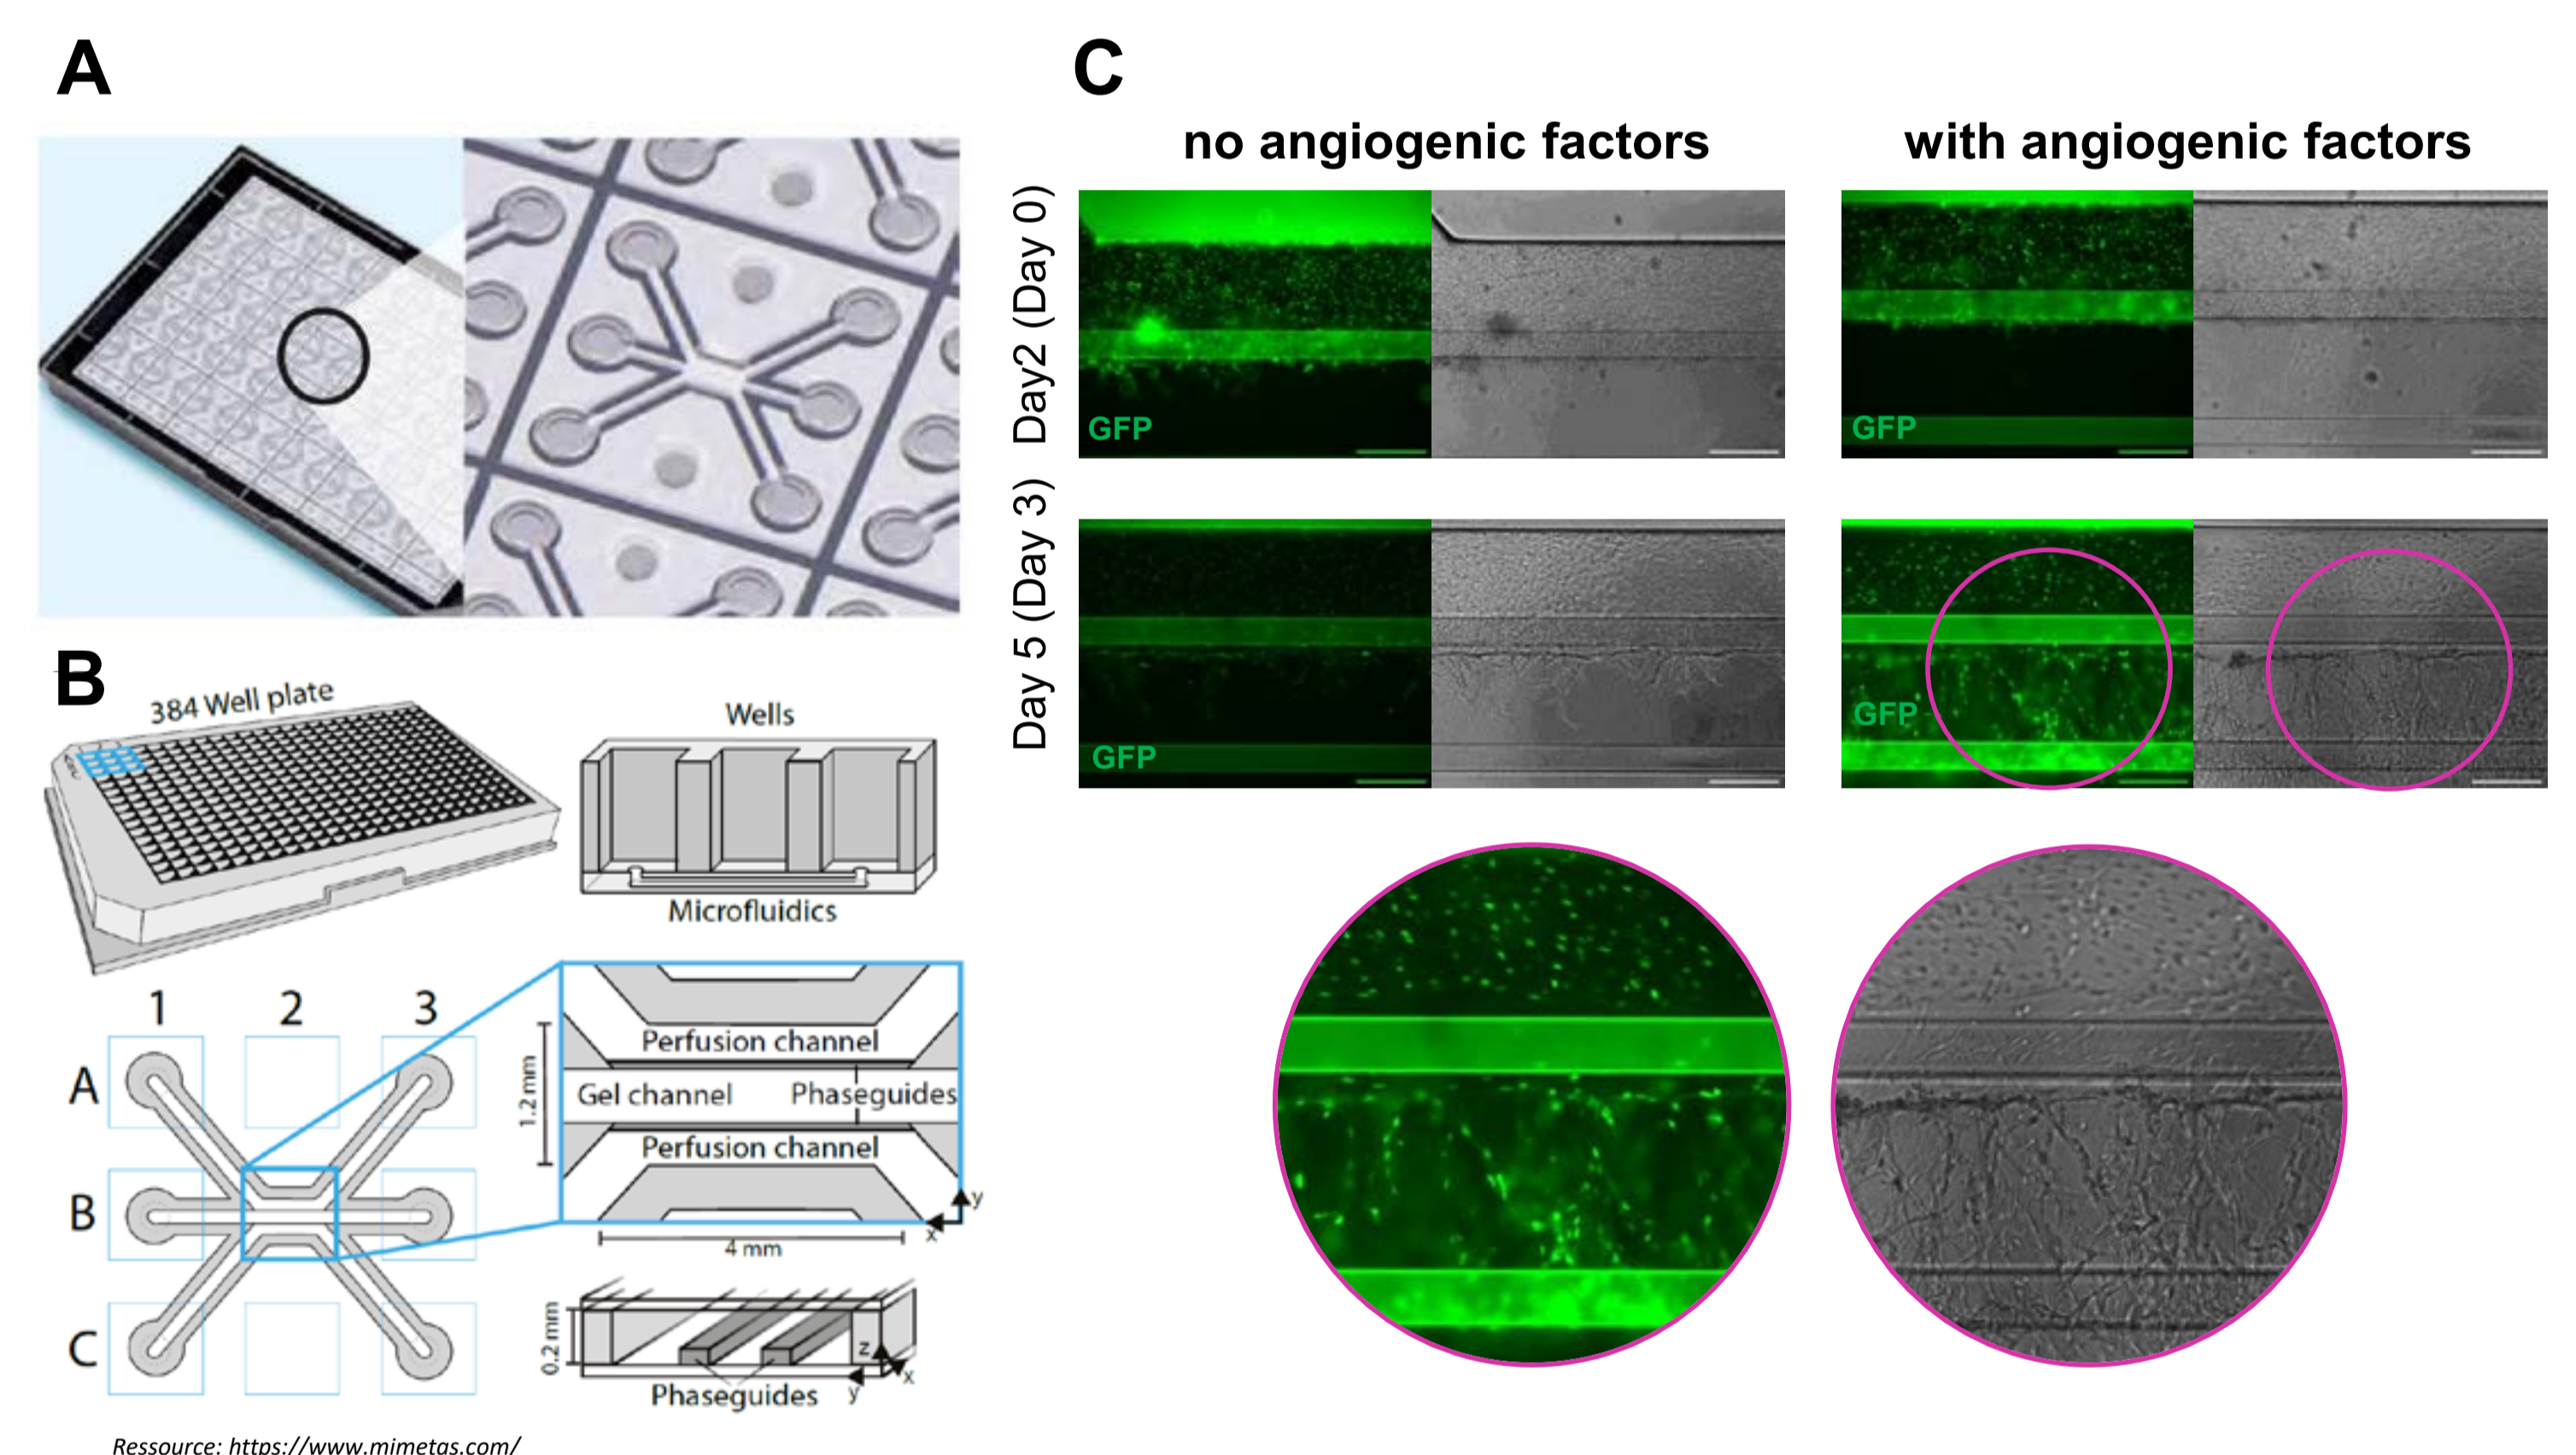 A
B
384 Well plate
Wells
Microfluidics
1 2 3
A
B
C
Perfusion channel
Gel channel
Phaseguides
Perfusion channel
1.2 mm
4 mm
y
x
0.2 mm
z
x
y
Phaseguides
Ressource: https://www.mimetas.com/
C
no angiogenic factors
with angiogenic factors
Day2 (Day 0)
GFP
GFP
Day 5 (Day 3)
GFP
GFP